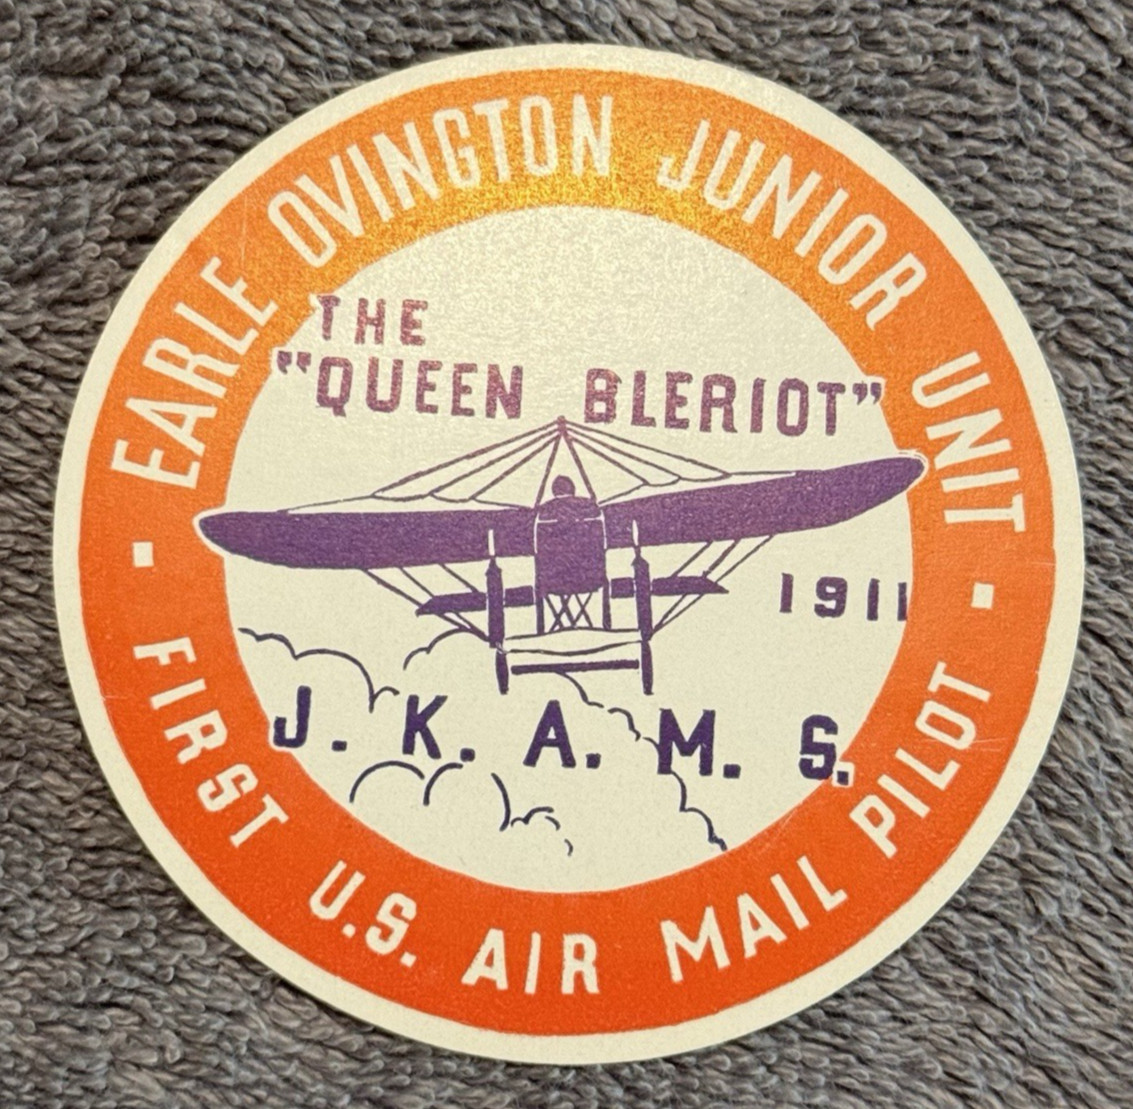 EARLE OVINGTON JUNIOR UNIT
THE
"QUEEN BLERIOT"
1911
J. K. A. M. S.
FIRST U.S. AIR MAIL PILOT